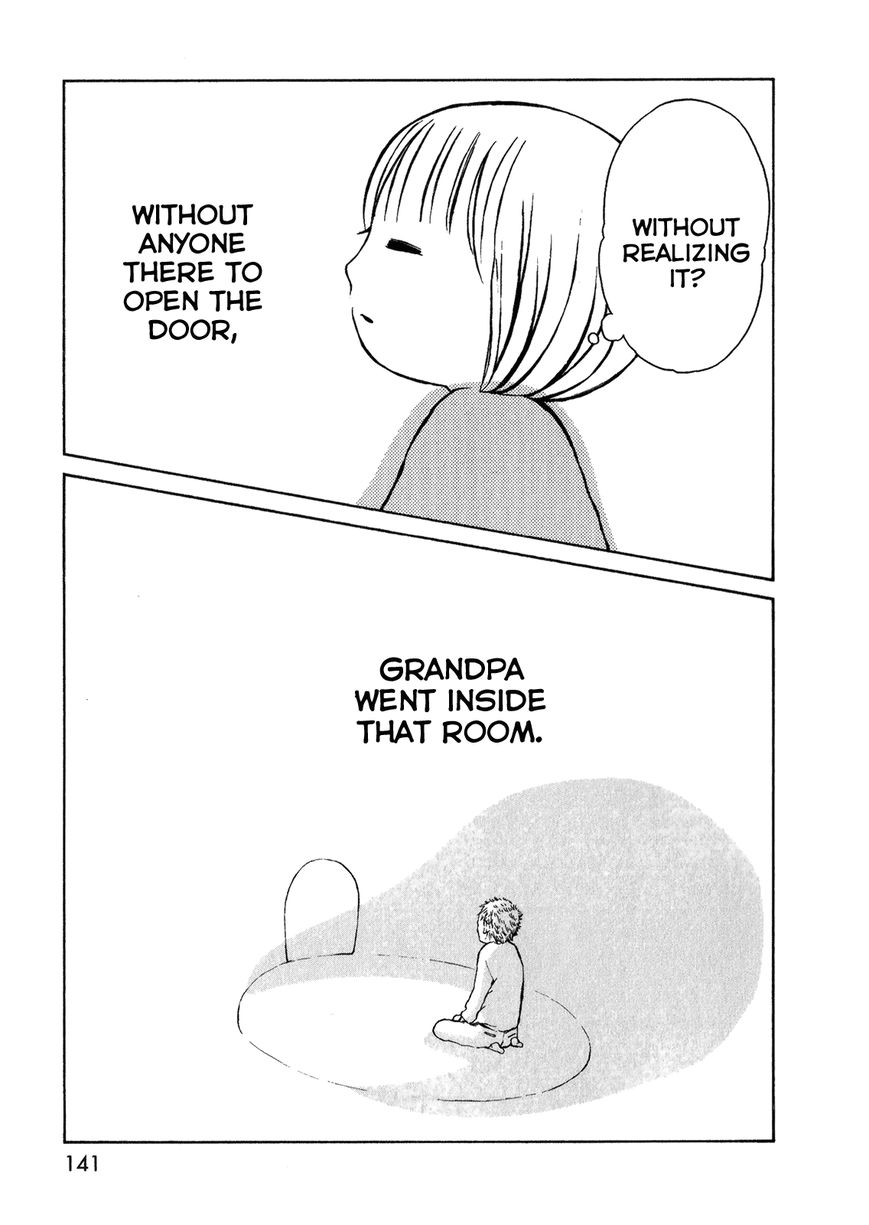 WITHOUT
REALIZING
IT?
WITHOUT
ANYONE
THERE TO
OPEN THE
DOOR,
GRANDPA
WENT INSIDE
THAT ROOM.
141